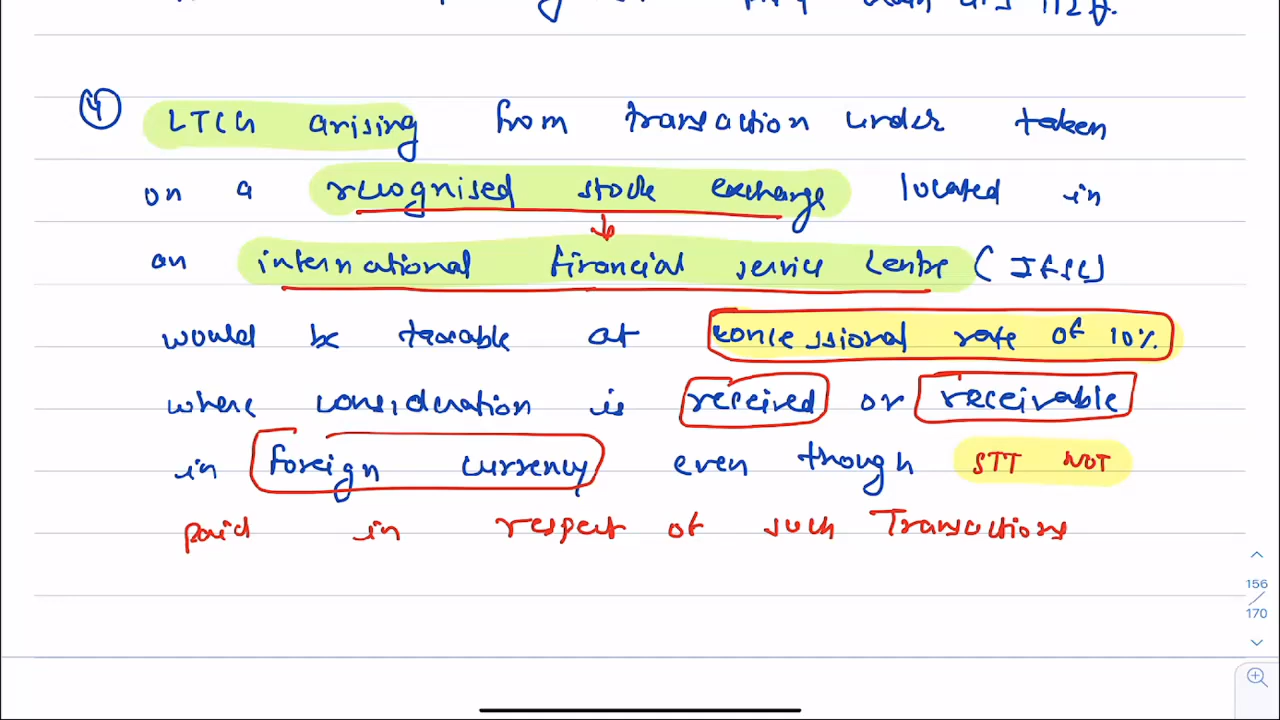 ④ LTCG arising from transaction under taken
on a recognised stock exchange located in
an international financial service centre (IFSC)
would be taxable at concessional rate of 10%
where consideration is received or receivable
in foreign currency even though STT NOT
paid in respect of such Transactions
156
170